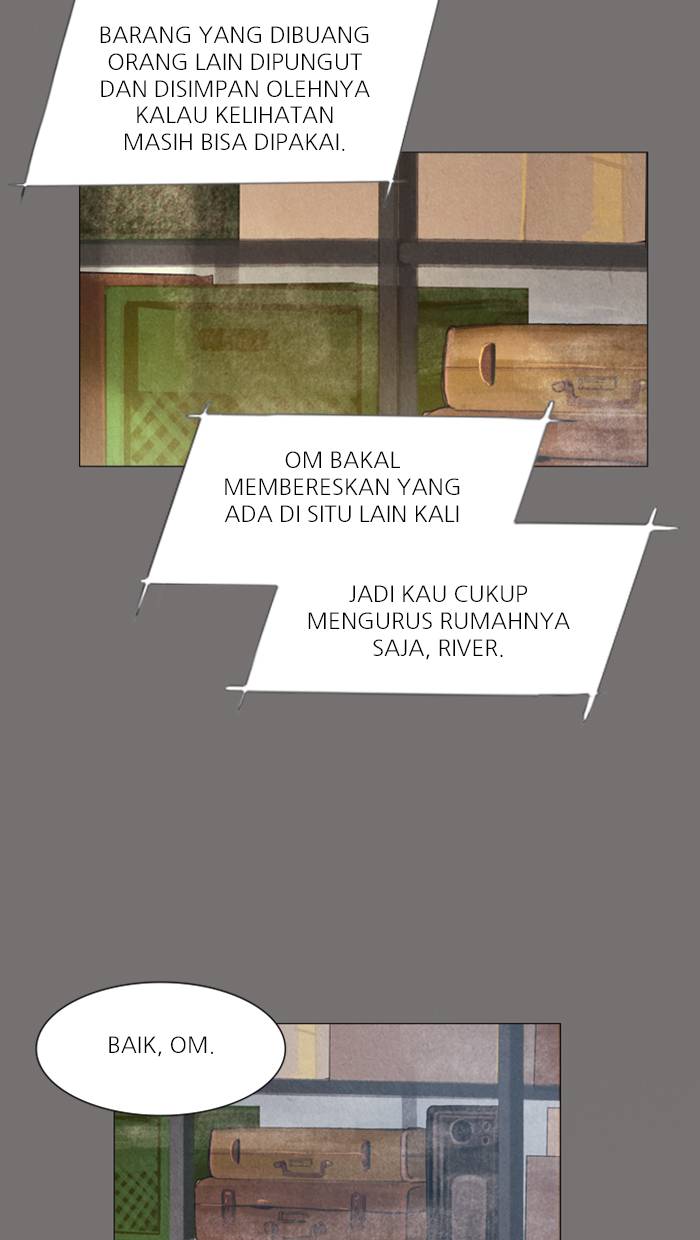 BARANG YANG DIBUANG
ORANG LAIN DIPUNGUT
DAN DISIMPAN OLEHNYA
KALAU KELIHATAN
MASIH BISA DIPAKAI.
OM BAKAL
MEMBERESKAN YANG
ADA DI SITU LAIN KALI
JADI KAU CUKUP
MENGURUS RUMAHNYA
SAJA, RIVER.
BAIK, OM.